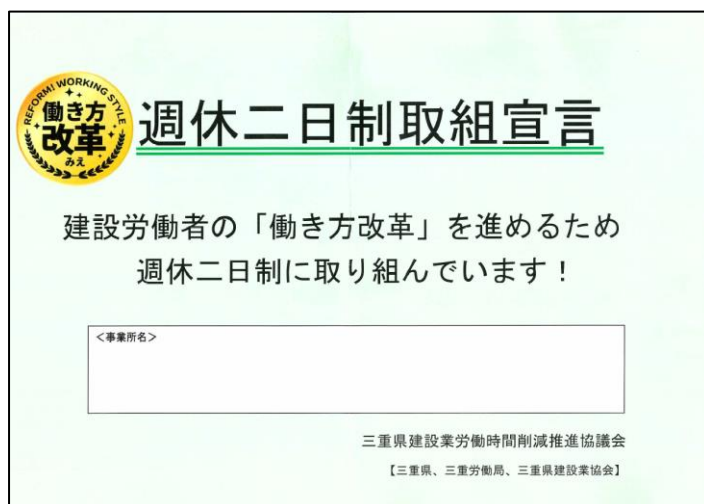 REFORM! WORKING STYLE
働き方
改革
みえ
週休二日制取組宣言
建設労働者の「働き方改革」を進めるため
週休二日制に取り組んでいます！
＜事業所名＞
三重県建設業労働時間削減推進協議会
【三重県、三重労働局、三重県建設業協会】